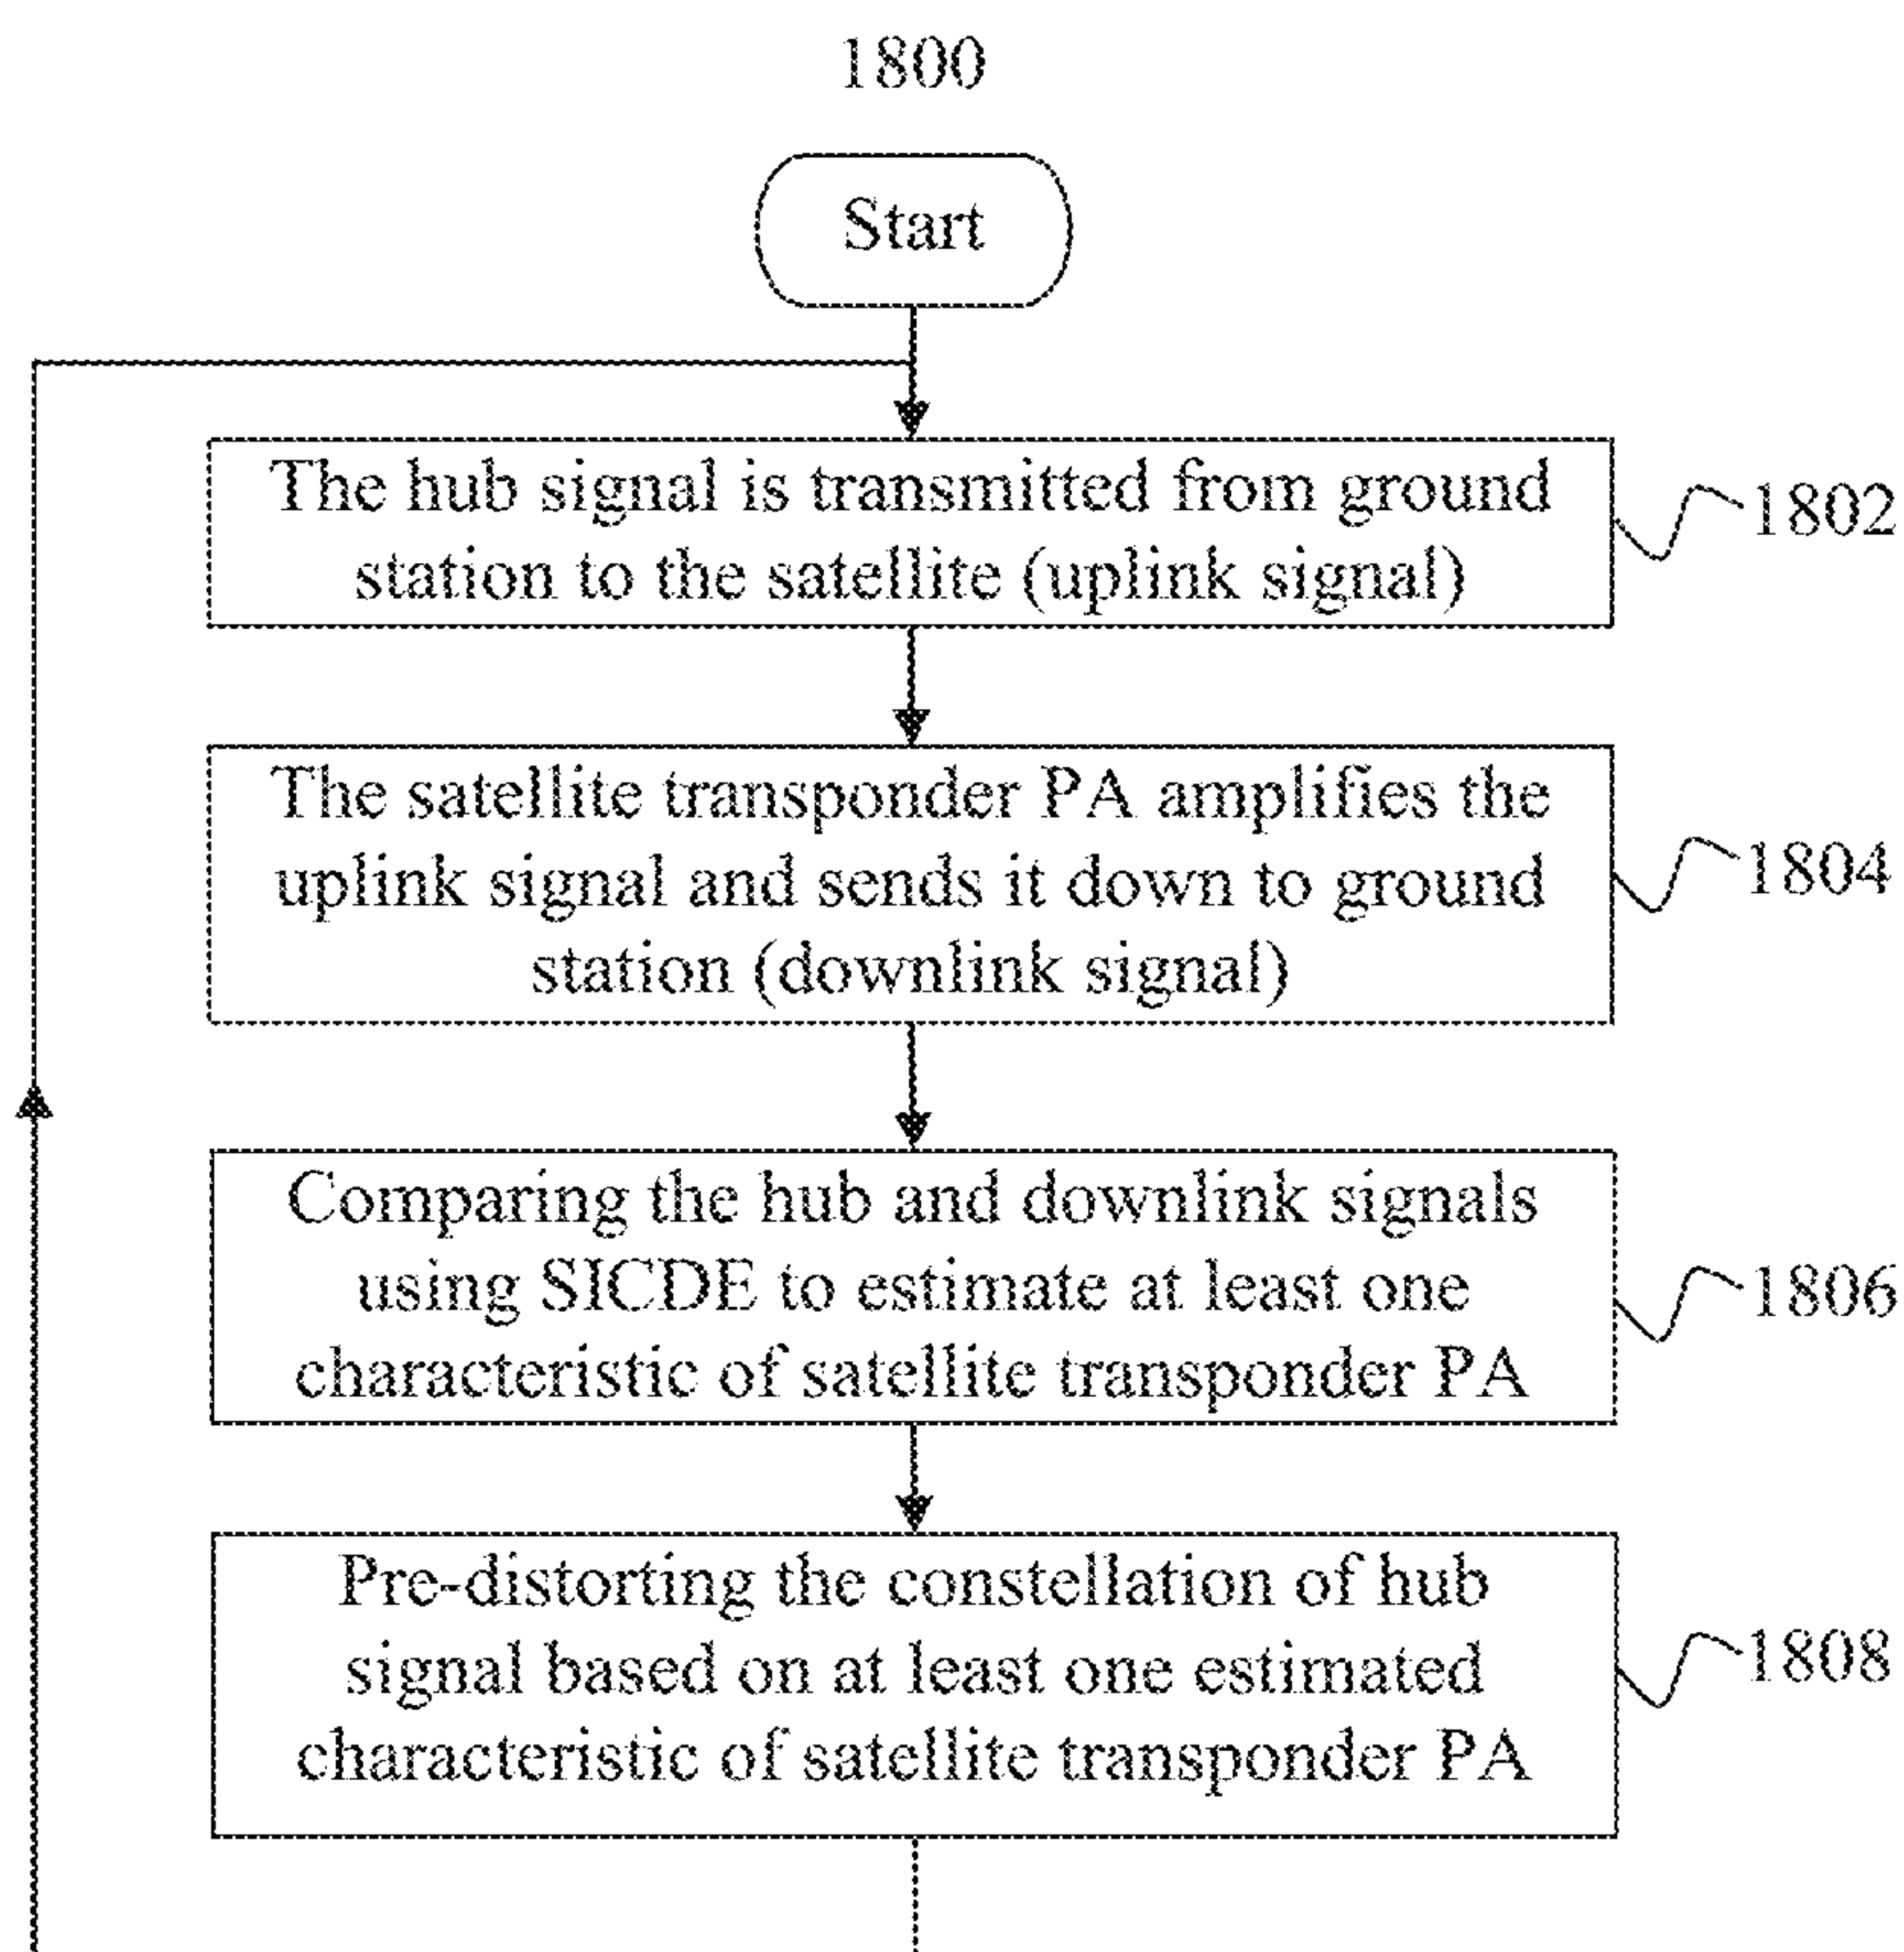 1800
Start
The hub signal is transmitted from ground
station to the satellite (uplink signal)
1802
The satellite transponder PA amplifies the
uplink signal and sends it down to ground
station (downlink signal)
1804
Comparing the hub and downlink signals
using SICDE to estimate at least one
characteristic of satellite transponder PA
1806
Pre-distorting the constellation of hub
signal based on at least one estimated
characteristic of satellite transponder PA
1808